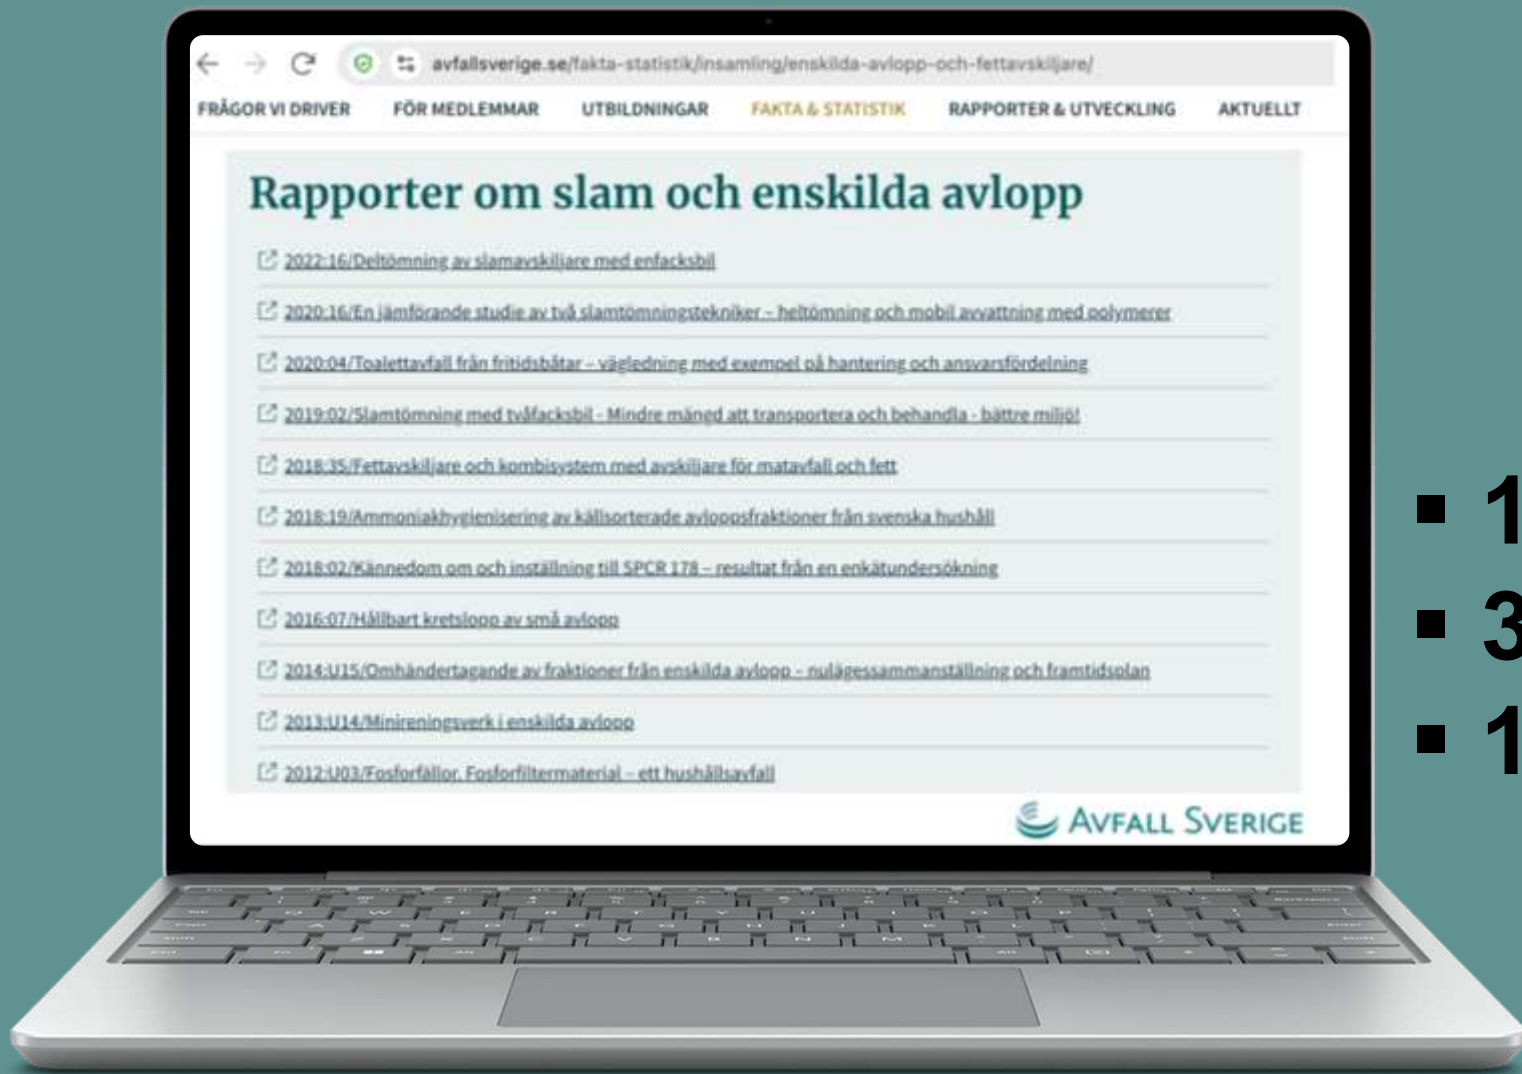 avfallsverige.se/fakta-statistik/insamling/enskilda-avlopp-och-fettavskiljare/
FRÅGOR VI DRIVER FÖR MEDLEMMAR UTBILDNINGAR FAKTA & STATISTIK RAPPORTER & UTVECKLING AKTUELLT
Rapporter om slam och enskilda avlopp
2022:16/Deltömning av slamavskiljare med enfacksbil
2020:16/En jämförande studie av två slamtömningstekniker – heltömning och mobil avvattning med polymerer
2020:04/Toalettavfall från fritidsbåtar – vägledning med exempel på hantering och ansvarsfördelning
2019:02/Slamtömning med tvåfacksbil - Mindre mängd att transportera och behandla - bättre miljö!
2018:35/Fettavskiljare och kombisystem med avskiljare för matavfall och fett
2018:19/Ammoniakhygienisering av källsorterade avloppsfraktioner från svenska hushåll
2018:02/Kännedom om och inställning till SPCR 178 – resultat från en enkätundersökning
2016:07/Hållbart kretslopp av små avlopp
2014:U15/Omhändertagande av fraktioner från enskilda avlopp – nulägessammanställning och framtidsplan
2013:U14/Minireningsverk i enskilda avlopp
2012:U03/Fosforfällor. Fosforfiltermaterial – ett hushållsavfall
AVFALL SVERIGE
▪ 1
▪ 3
▪ 1